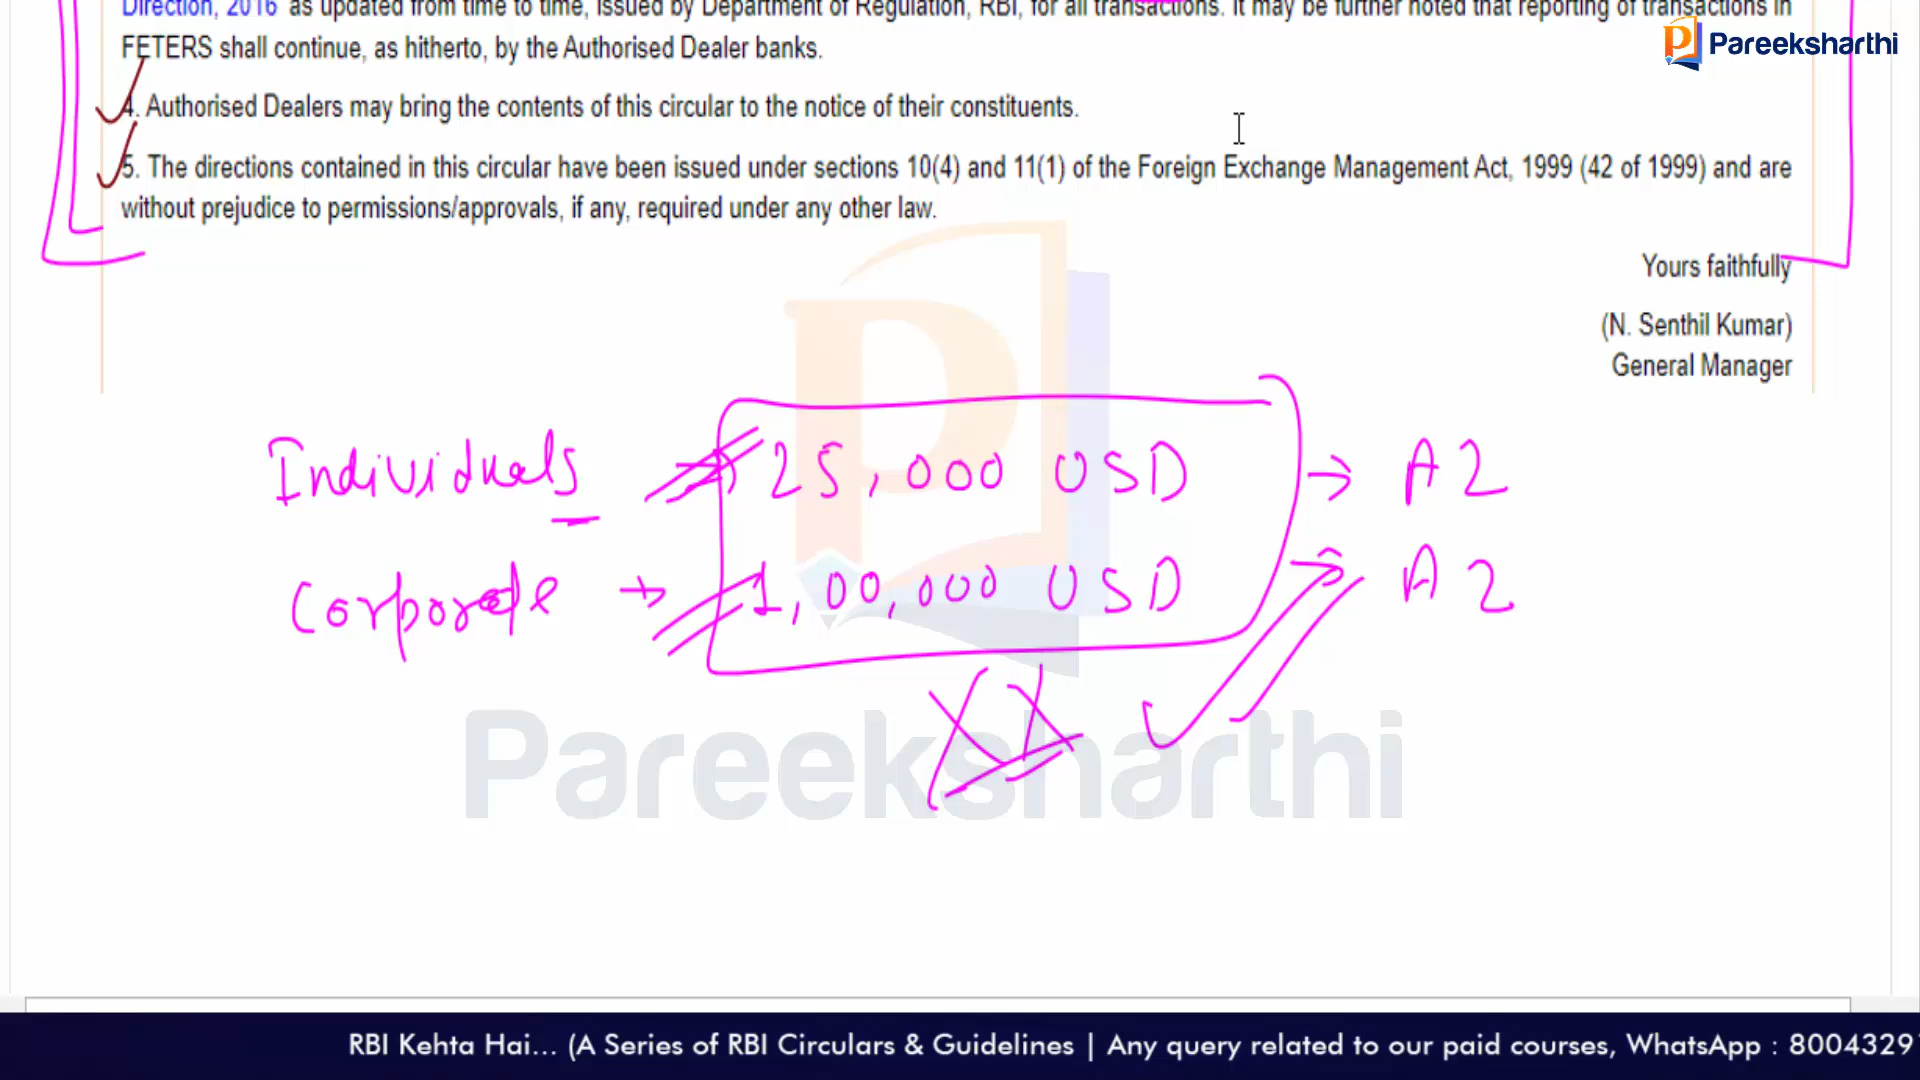 Direction, 2016 as updated from time to time, issued by Department of Regulation, RBI, for all transactions. It may be further noted that reporting of transactions in
FETERS shall continue, as hitherto, by the Authorised Dealer banks.
Pareeksharthi
4. Authorised Dealers may bring the contents of this circular to the notice of their constituents.
5. The directions contained in this circular have been issued under sections 10(4) and 11(1) of the Foreign Exchange Management Act, 1999 (42 of 1999) and are
without prejudice to permissions/approvals, if any, required under any other law.
Yours faithfully
(N. Senthil Kumar)
General Manager
Individuals → 25,000 USD → A2
Corporate → 1,00,000 USD → A2
Pareeksharthi
RBI Kehta Hai... (A Series of RBI Circulars & Guidelines | Any query related to our paid courses, WhatsApp : 8004329